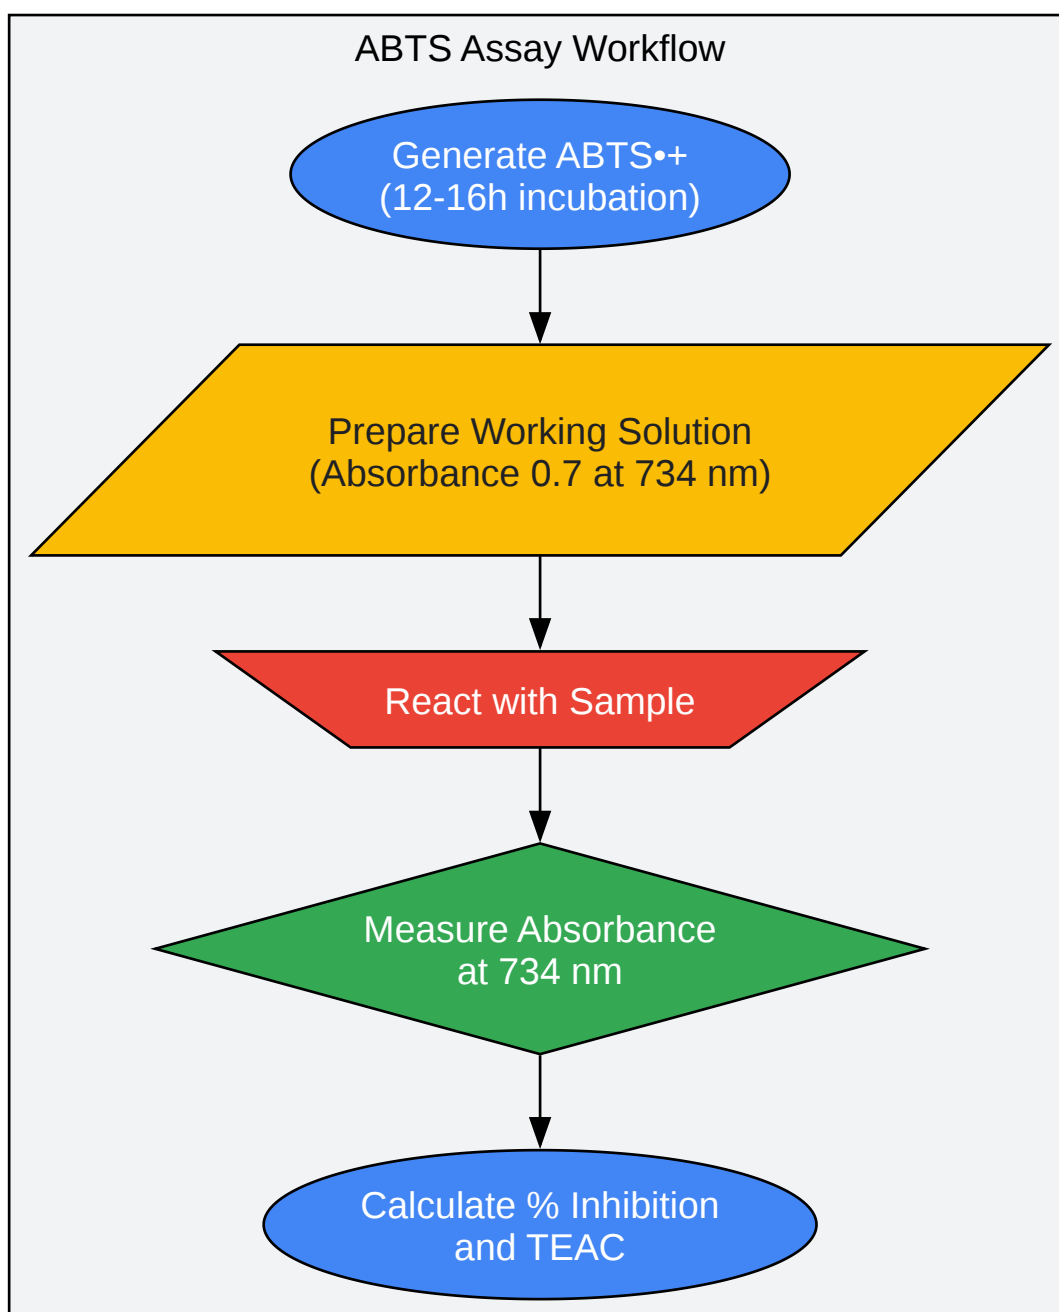 ABTS Assay Workflow
Generate ABTS•+
(12-16h incubation)
Prepare Working Solution
(Absorbance 0.7 at 734 nm)
React with Sample
Measure Absorbance
at 734 nm
Calculate % Inhibition
and TEAC